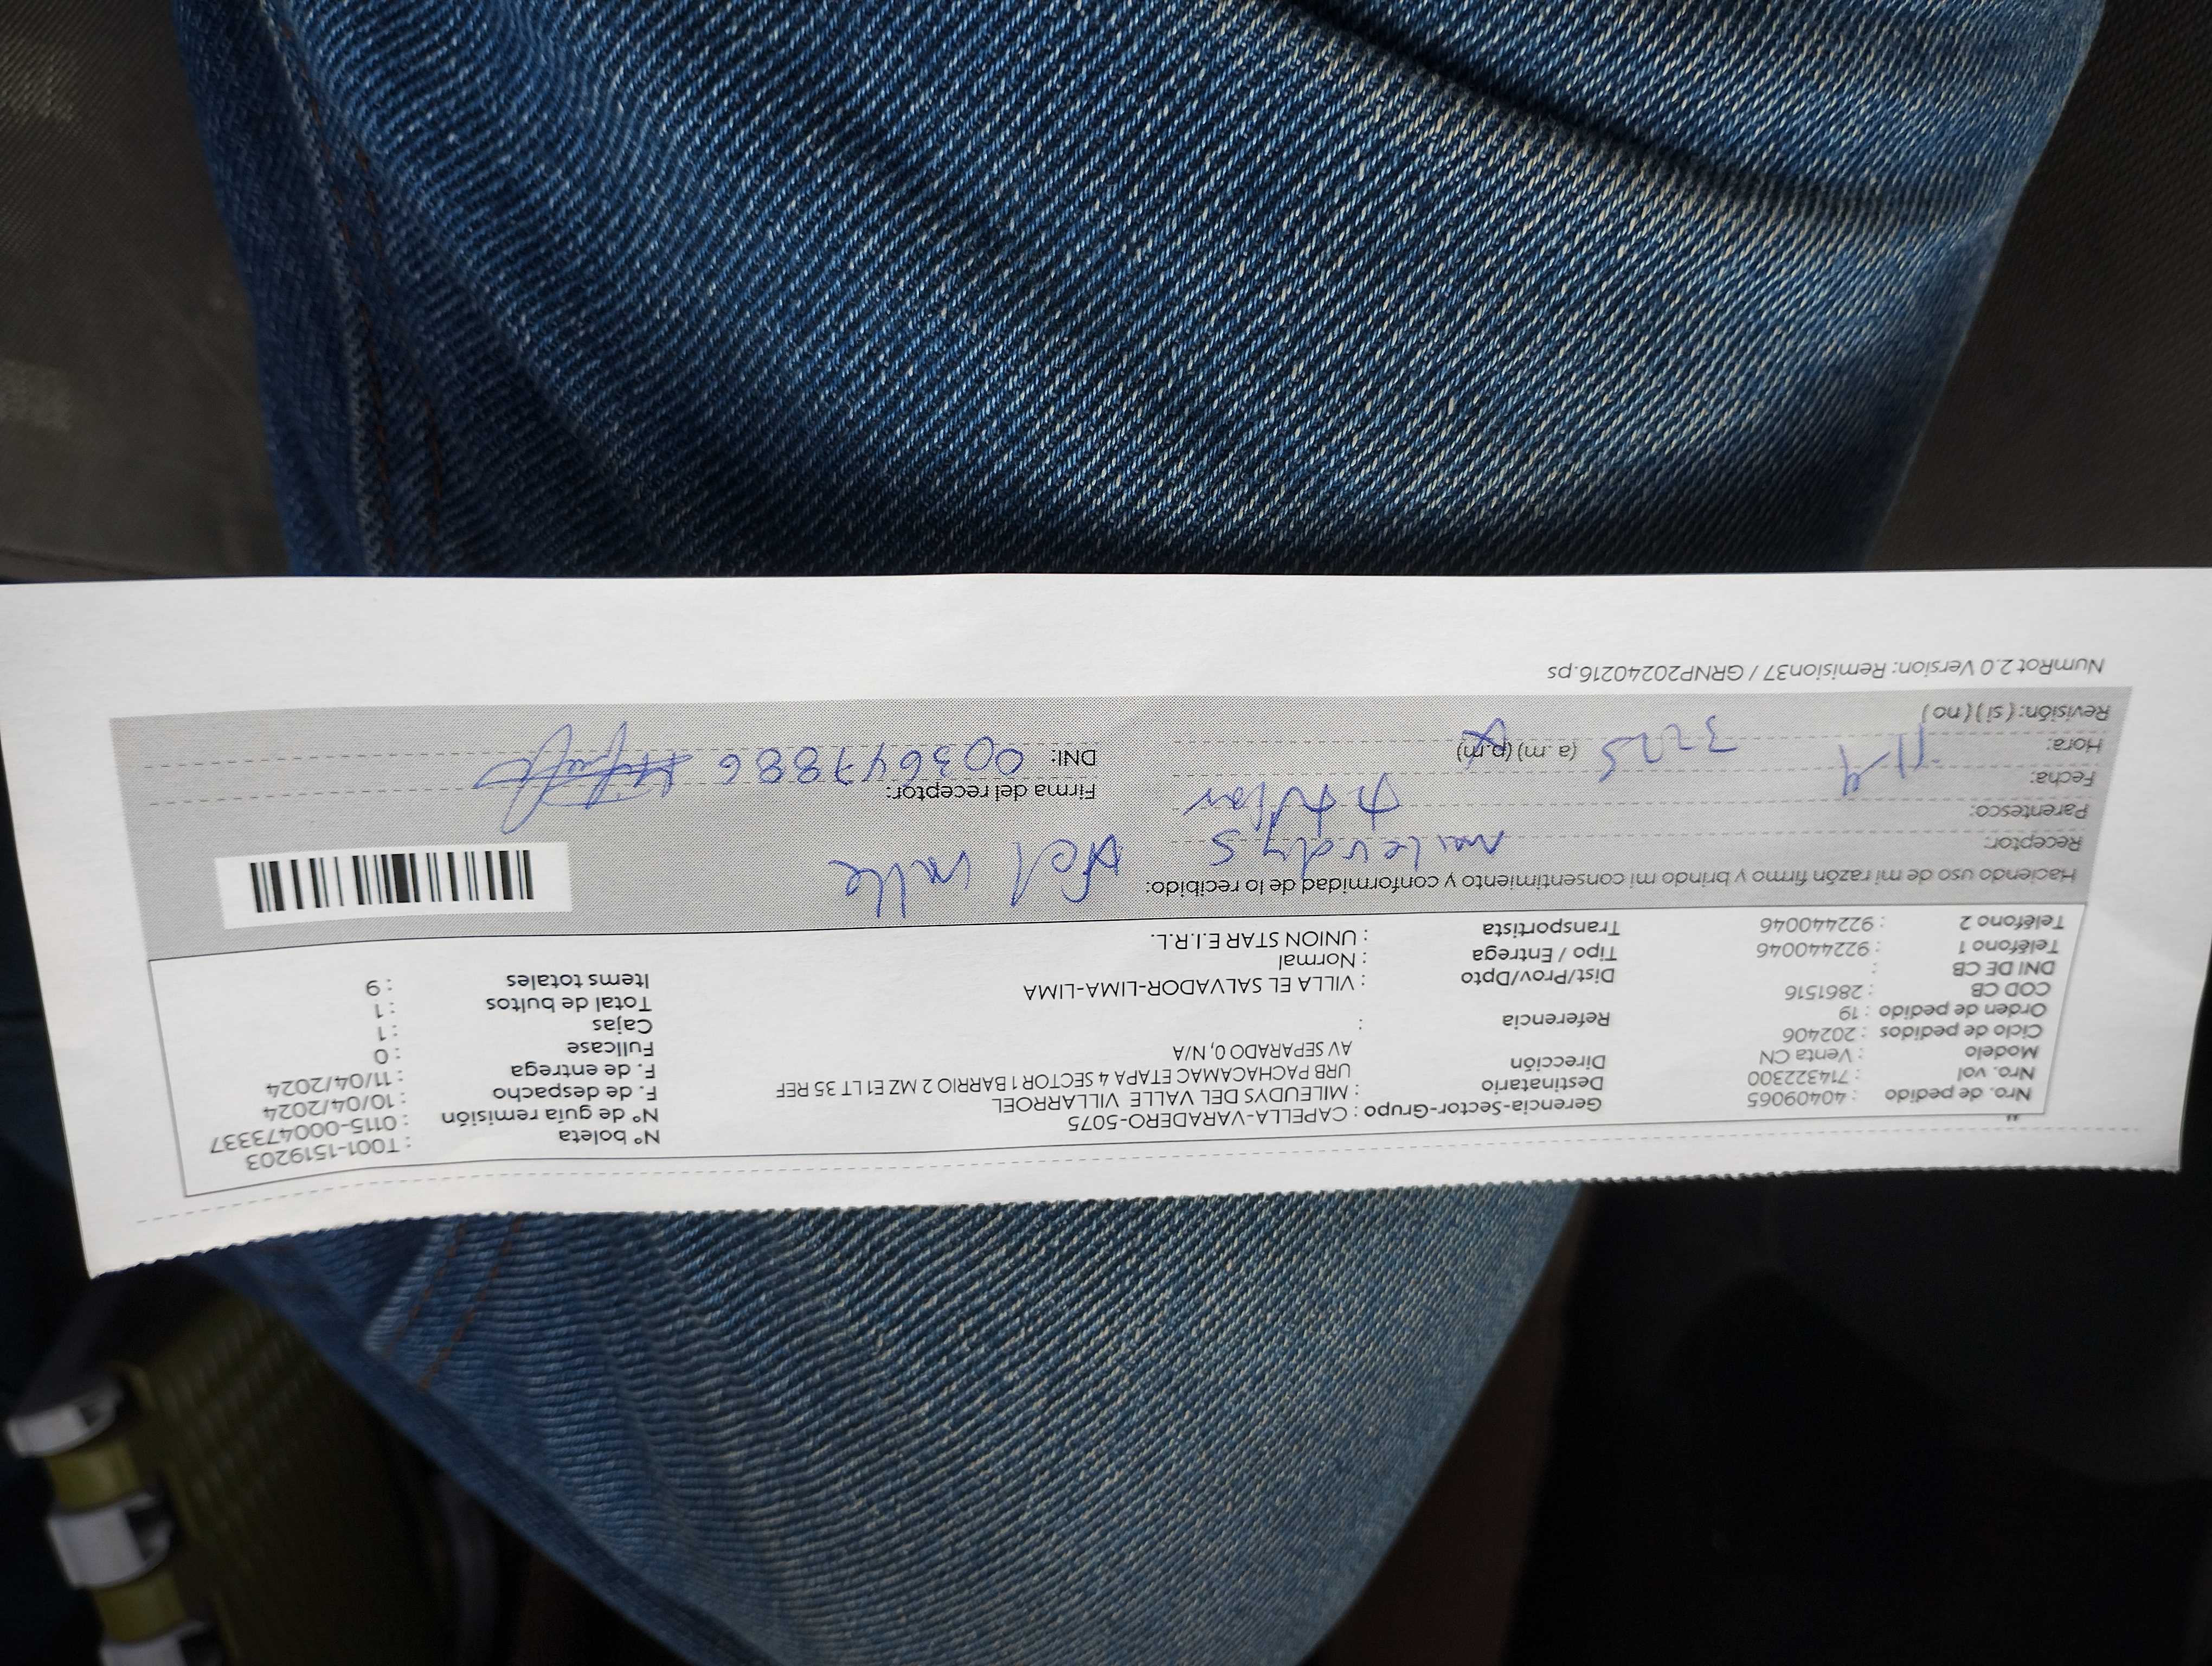 Nro. de pedido : 40409065
Nro. vol : 714322300
Modelo : Venta CN
Ciclo de pedidos : 202406
Orden de pedido : 19
COD CB : 2861516
DNI DE CB :
Teléfono 1 : 922440046
Teléfono 2 : 922440046
Gerencia-Sector-Grupo : CAPELLA-VARADERO-5075
Destinatario : MILEUDYS DEL VALLE VILLARROEL
Dirección URB PACHACAMAC ETAPA 4 SECTOR 1 BARRIO 2 MZ E1 LT 35 REF
AV SEPARADO 0, N/A
Referencia :
Dist/Prov/Dpto : VILLA EL SALVADOR-LIMA-LIMA
Tipo / Entrega : Normal
Transportista : UNION STAR E.I.R.L.
N° boleta : T001-1519203
N° de guía remisión : 0115-000473337
F. de despacho : 10/04/2024
F. de entrega : 11/04/2024
Fullcase : 0
Cajas : 1
Total de bultos : 1
Items totales : 9
Haciendo uso de mi razón firmo y brindo mi consentimiento y conformidad de lo recibido:
Receptor: mileudys del valle
Parentesco: titular
Fecha: 11-4
Hora: 3225 (a.m) (p.m)
Revisión: (si) (no)
Firma del receptor:
DNI: 003647886
NumRot 2.0 Version: Remision37 / GRNP20240216.ps